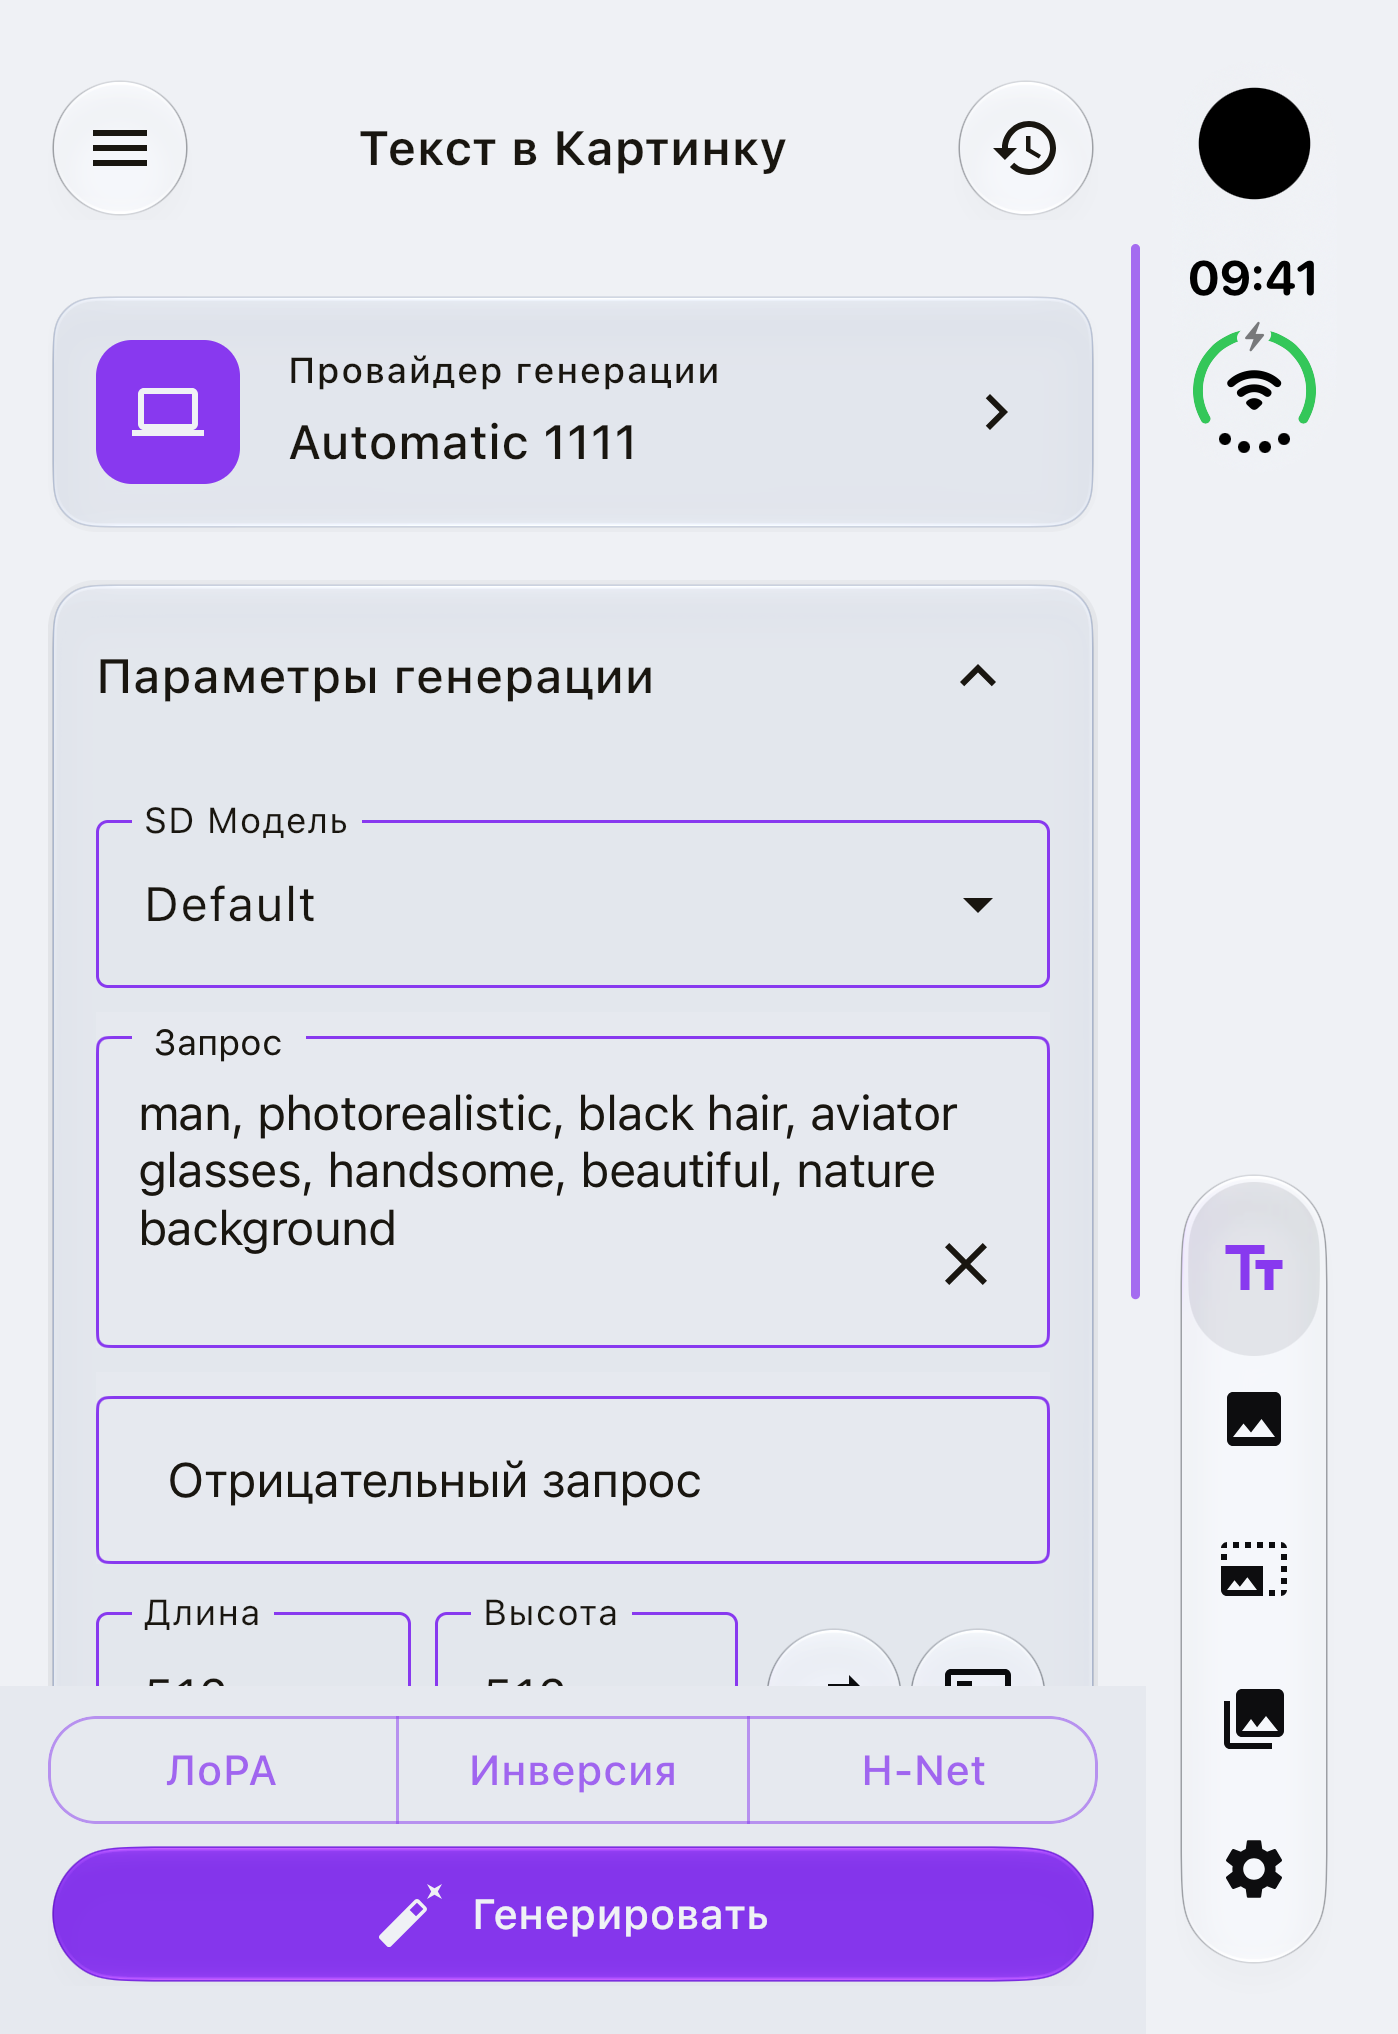 Текст в Картинку
09:41
Провайдер генерации
Automatic 1111
Параметры генерации
SD Модель
Default
Запрос
man, photorealistic, black hair, aviator
glasses, handsome, beautiful, nature
background
Отрицательный запрос
Длина
Высота
ЛоРА
Инверсия
H-Net
Генерировать